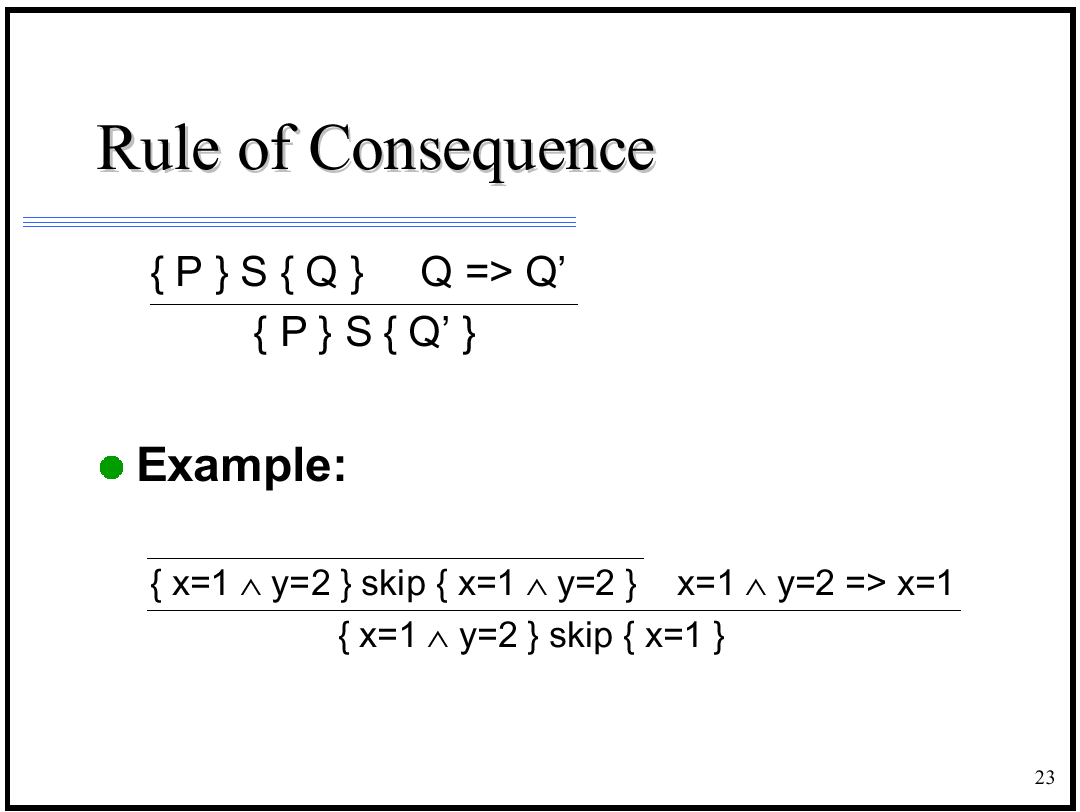 Rule of Consequence
{ P } S { Q } Q => Q’
{ P } S { Q’ }
Example:
{ x=1 ∧ y=2 } skip { x=1 ∧ y=2 } x=1 ∧ y=2 => x=1
{ x=1 ∧ y=2 } skip { x=1 }
23